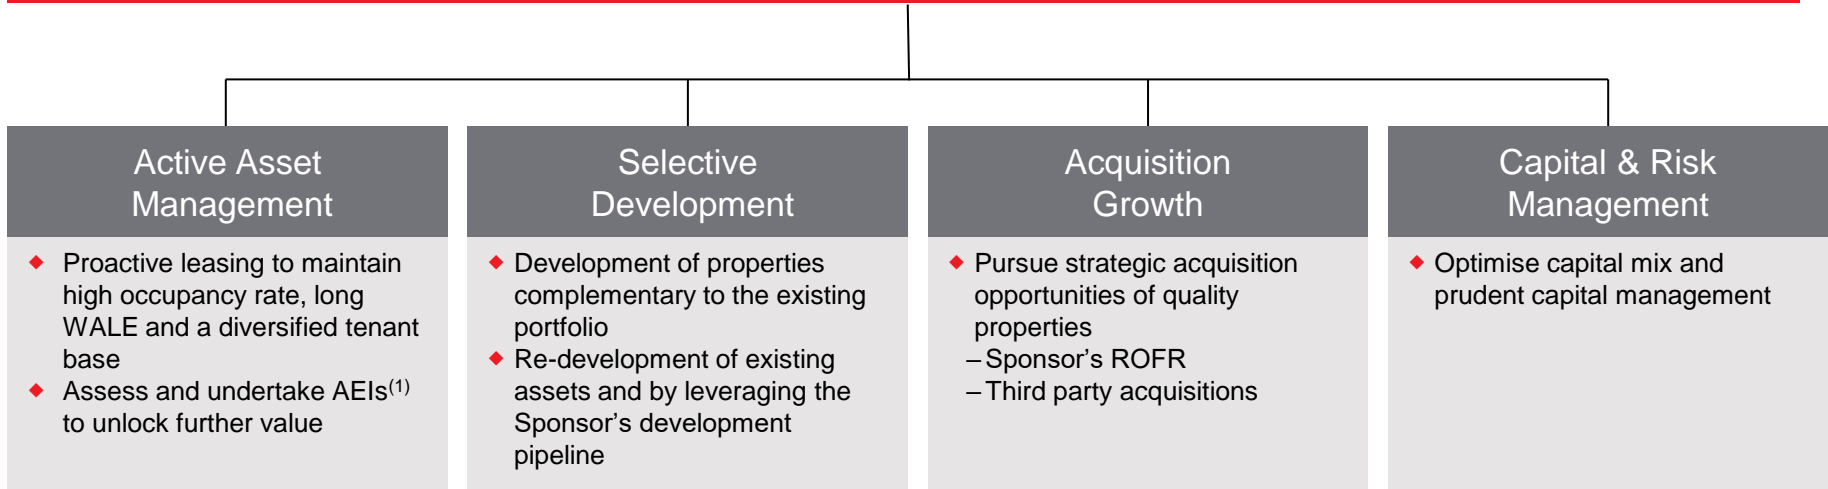 Active Asset
Management
◆ Proactive leasing to maintain
high occupancy rate, long
WALE and a diversified tenant
base
◆ Assess and undertake AEIs(1)
to unlock further value
Selective
Development
◆ Development of properties
complementary to the existing
portfolio
◆ Re-development of existing
assets and by leveraging the
Sponsor’s development
pipeline
Acquisition
Growth
◆ Pursue strategic acquisition
opportunities of quality
properties
– Sponsor’s ROFR
– Third party acquisitions
Capital & Risk
Management
◆ Optimise capital mix and
prudent capital management